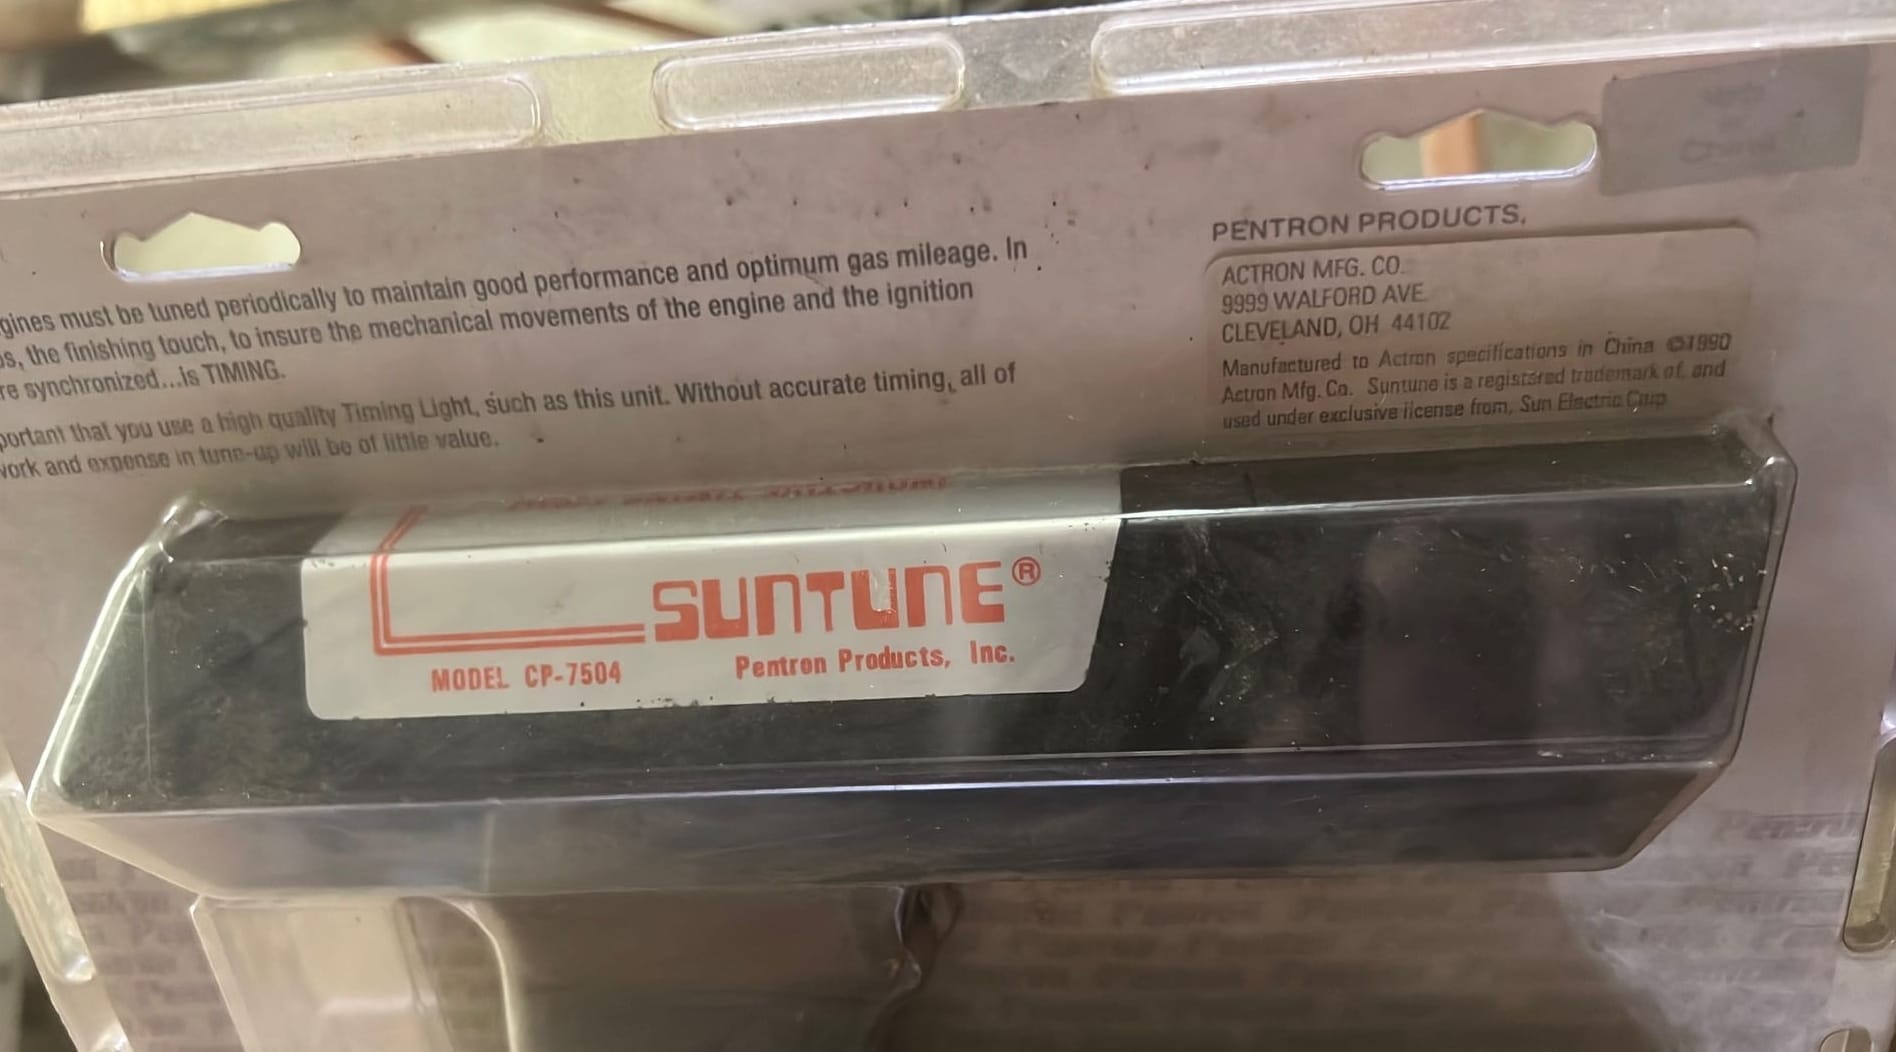 gines must be tuned periodically to maintain good performance and optimum gas mileage. In
os, the finishing touch, to insure the mechanical movements of the engine and the ignition
re synchronized...is TIMING.
portant that you use a high quality Timing Light, such as this unit. Without accurate timing, all of
work and expense in tune-up will be of little value.
PENTRON PRODUCTS,
ACTRON MFG. CO.
9999 WALFORD AVE.
CLEVELAND, OH 44102
Manufactured to Actron specifications in China ©1990
Actron Mfg. Co. Suntune is a registered trademark of, and
used under exclusive license from, Sun Electric Corp
SUNTUNE®
MODEL CP-7504 Pentron Products, Inc.